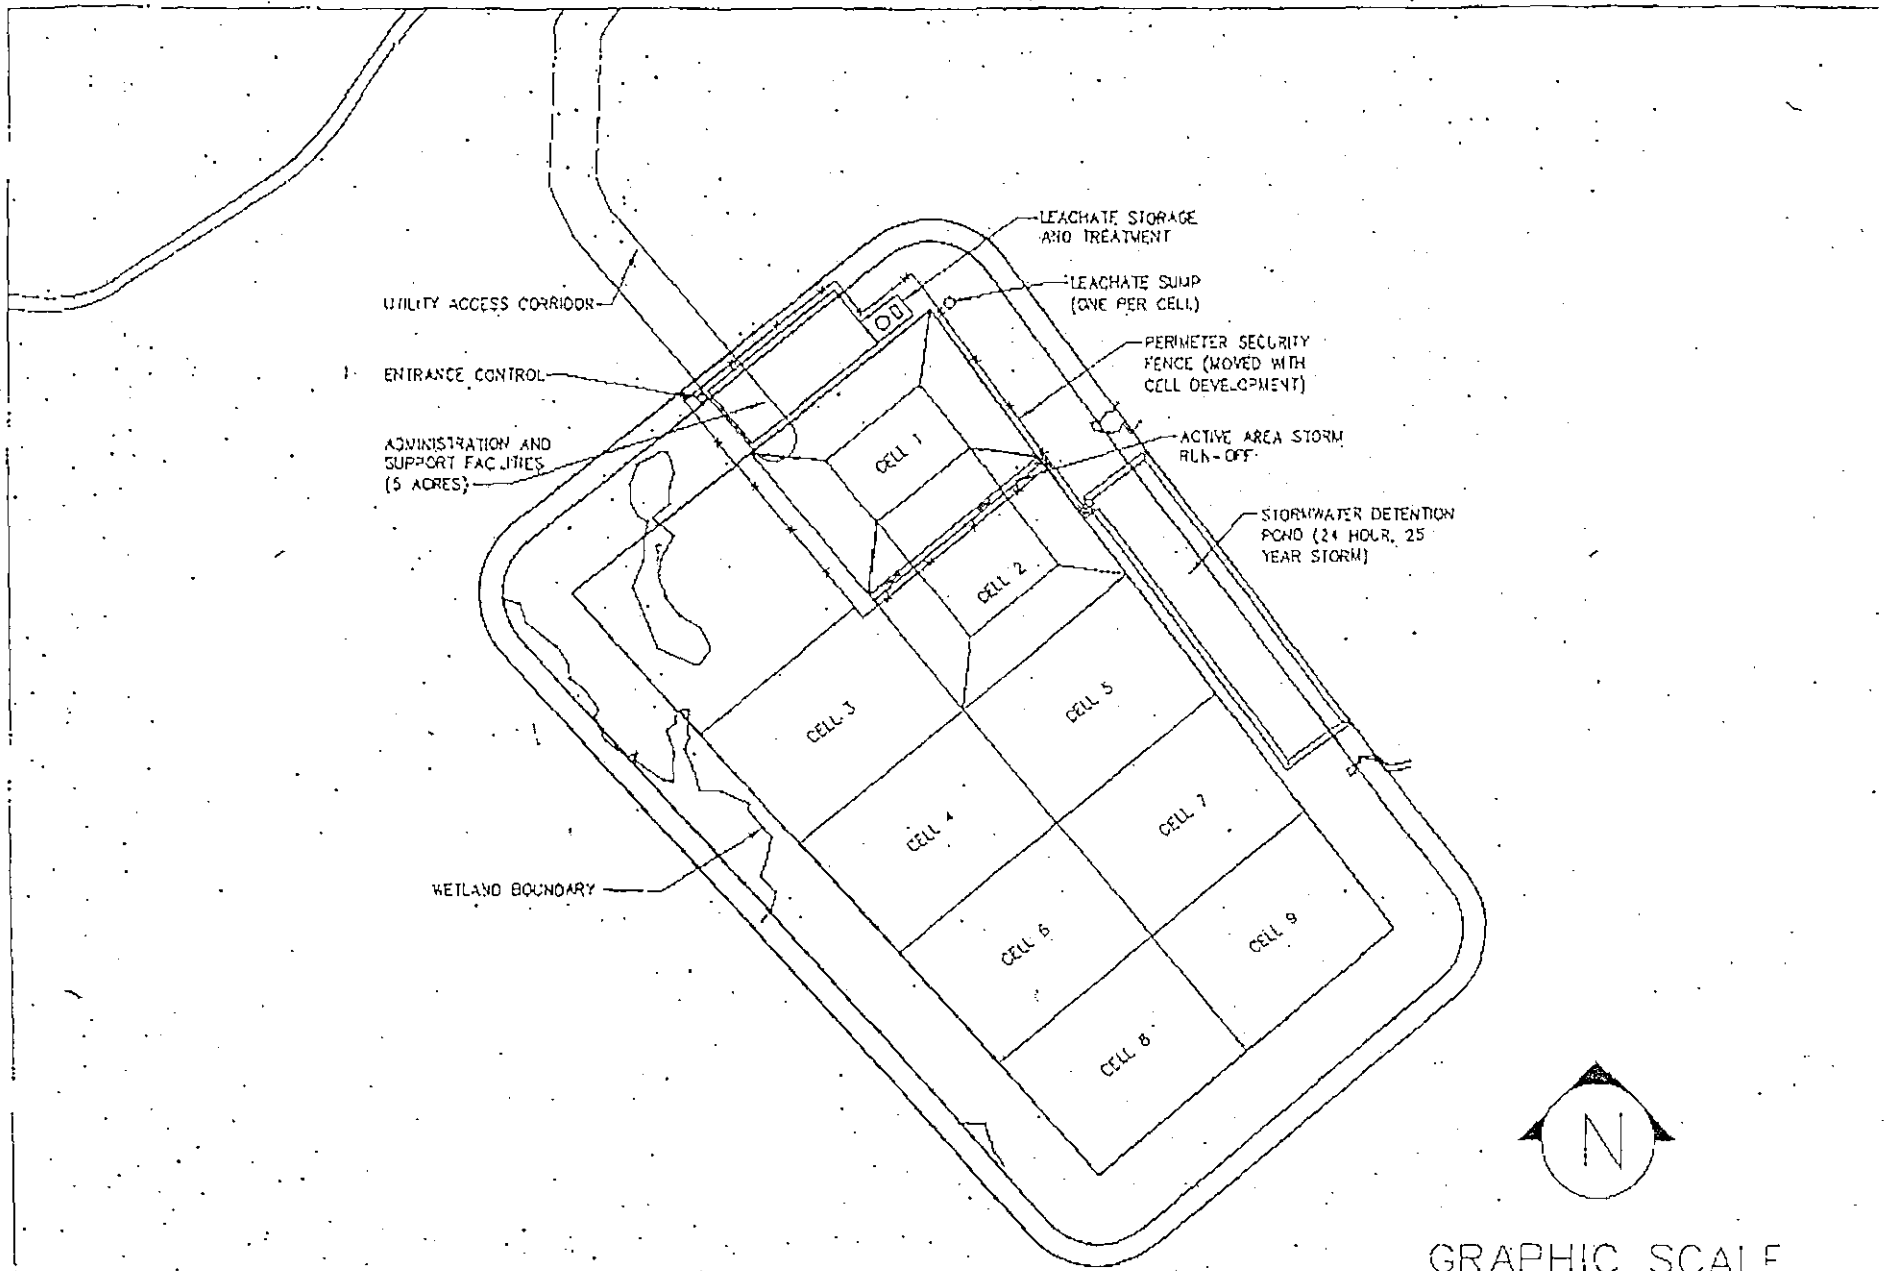 LEACHATE STORAGE
AND TREATMENT
LEACHATE SUMP
(ONE PER CELL)
UTILITY ACCESS CORRIDOR
PERIMETER SECURITY
FENCE (MOVED WITH
CELL DEVELOPMENT)
ENTRANCE CONTROL
ACTIVE AREA STORM
RUN-OFF
ADMINISTRATION AND
SUPPORT FACILITIES
(5 ACRES)
CELL 1
STORMWATER DETENTION
POND (24 HOUR, 25
YEAR STORM)
CELL 2
CELL 3
CELL 5
CELL 4
CELL 7
WETLAND BOUNDARY
CELL 6
CELL 9
CELL 8
N
GRAPHIC SCALE